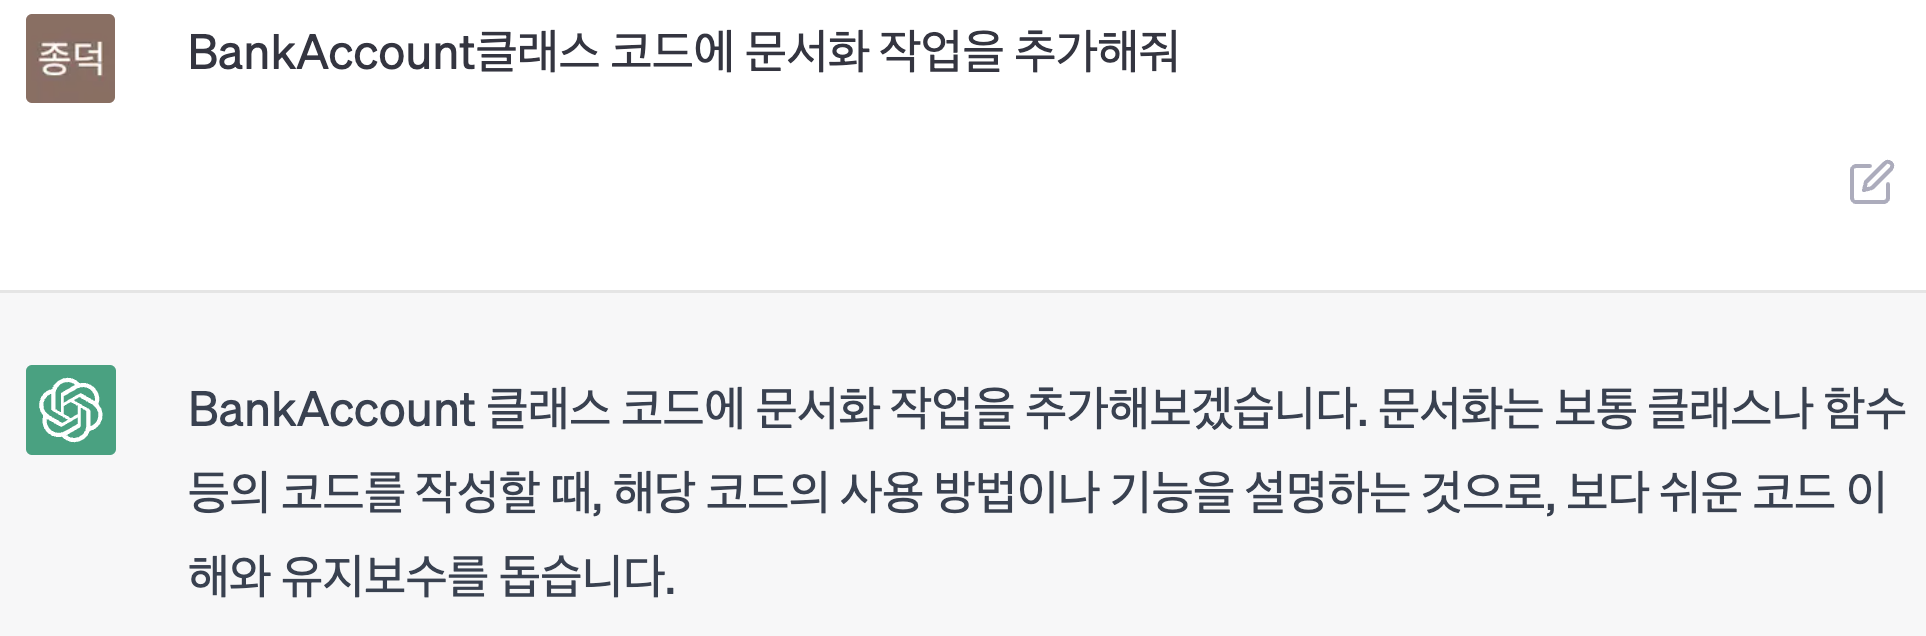 종덕
BankAccount클래스 코드에 문서화 작업을 추가해줘
BankAccount 클래스 코드에 문서화 작업을 추가해보겠습니다. 문서화는 보통 클래스나 함수
등의 코드를 작성할 때, 해당 코드의 사용 방법이나 기능을 설명하는 것으로, 보다 쉬운 코드 이
해와 유지보수를 돕습니다.